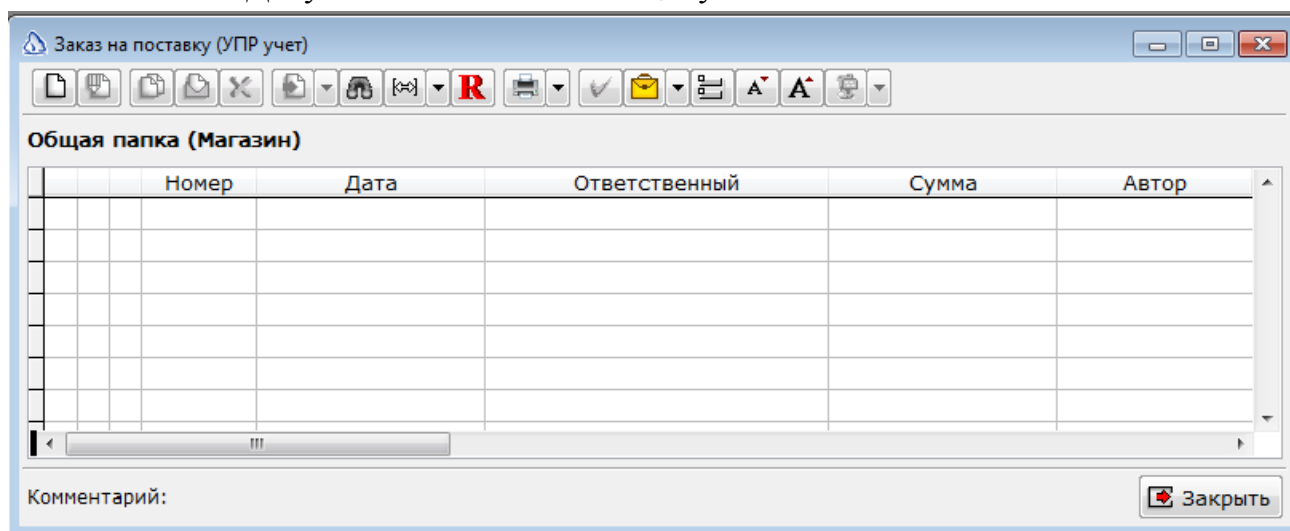 Заказ на поставку (УПР учет)
R A A
Общая папка (Магазин)
Номер Дата Ответственный Сумма Автор
Комментарий: Закрыть